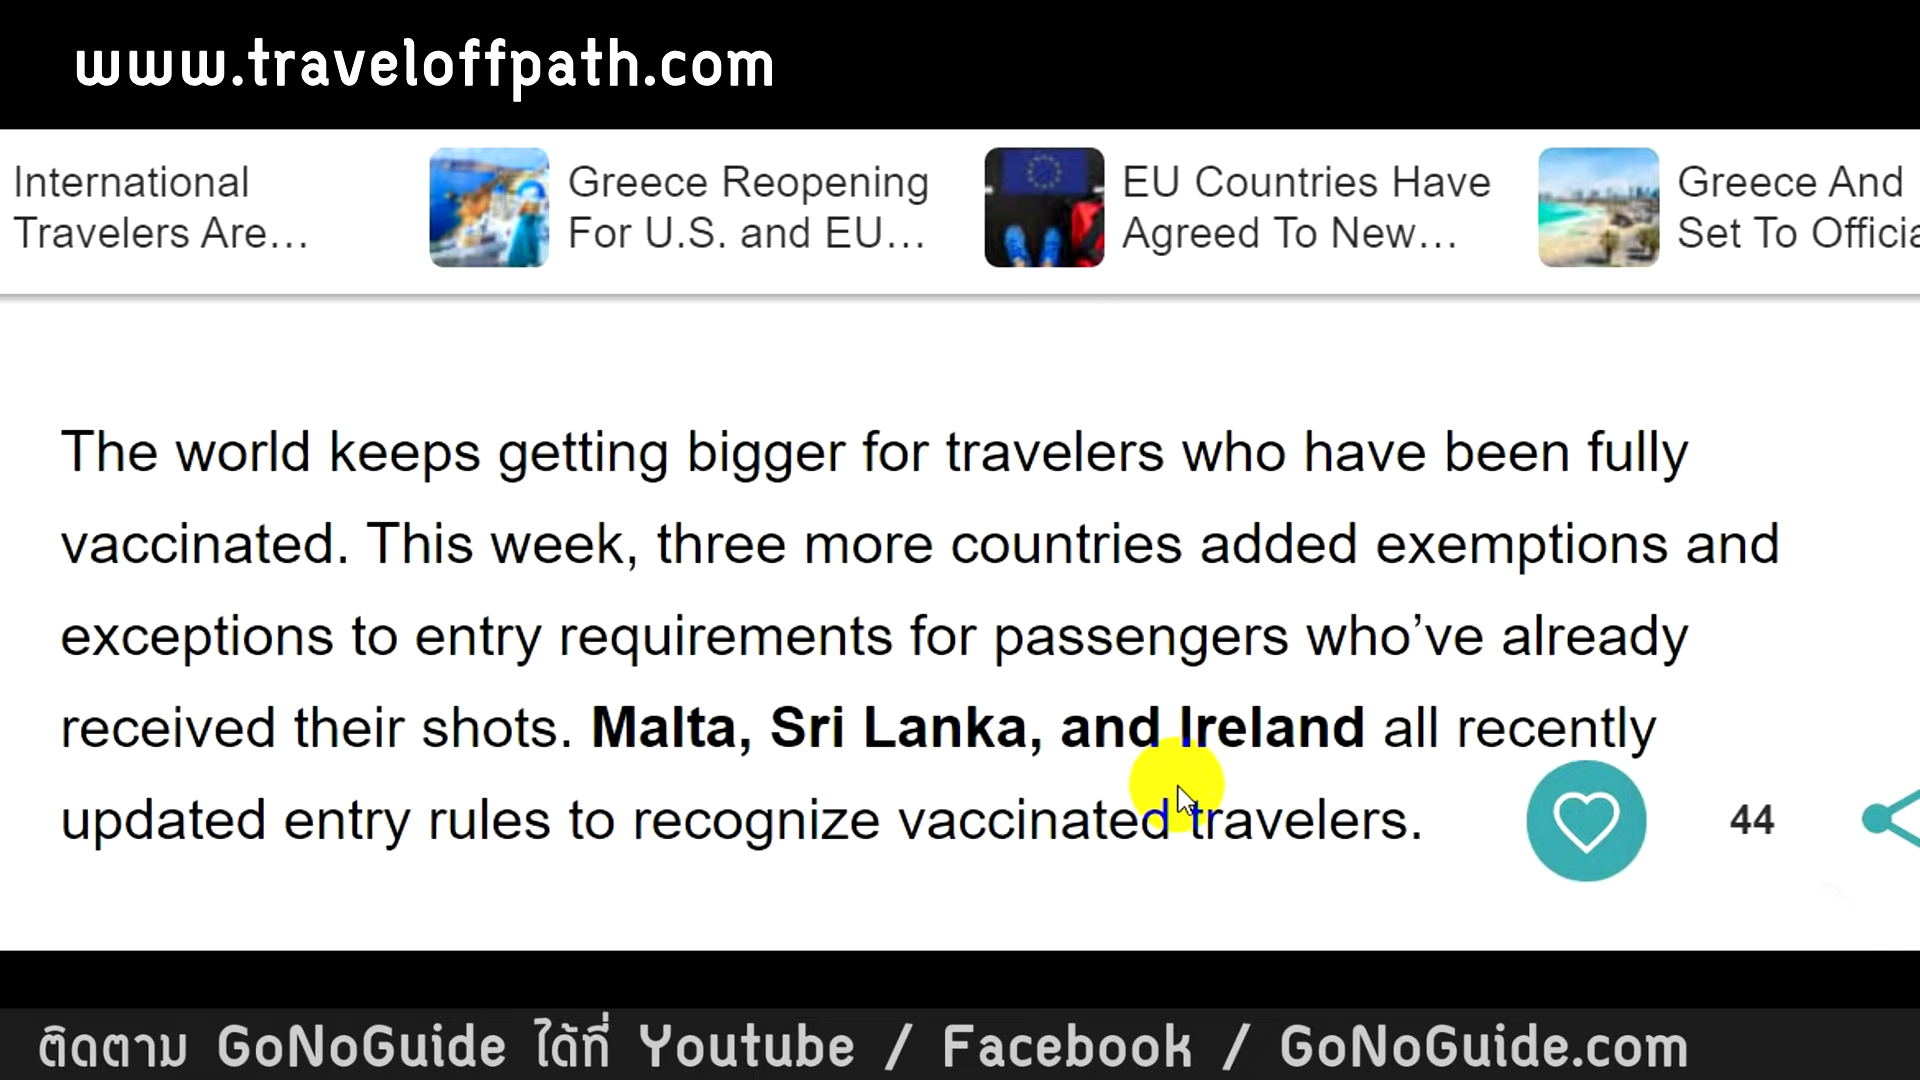 www.traveloffpath.com
International
Travelers Are...
Greece Reopening
For U.S. and EU...
EU Countries Have
Agreed To New...
Greece And
Set To Officia
The world keeps getting bigger for travelers who have been fully
vaccinated. This week, three more countries added exemptions and
exceptions to entry requirements for passengers who’ve already
received their shots. Malta, Sri Lanka, and Ireland all recently
updated entry rules to recognize vaccinated travelers.
44
ติดตาม GoNoGuide ได้ที่ Youtube / Facebook / GoNoGuide.com